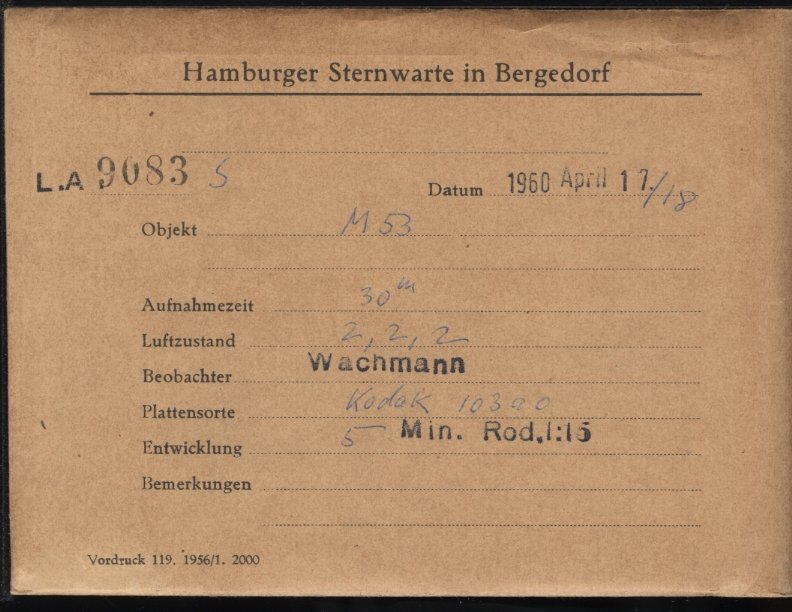 Hamburger Sternwarte in Bergedorf
L.A 9083 S Datum 1960 April 17./18
Objekt M 53
Aufnahmezeit 30ᵐ
Luftzustand 2, 2, 2
Beobachter Wachmann
Plattensorte Kodak 103 a O
Entwicklung 5 Min. Rod. 1:15
Bemerkungen
Vordruck 119. 1956/1. 2000